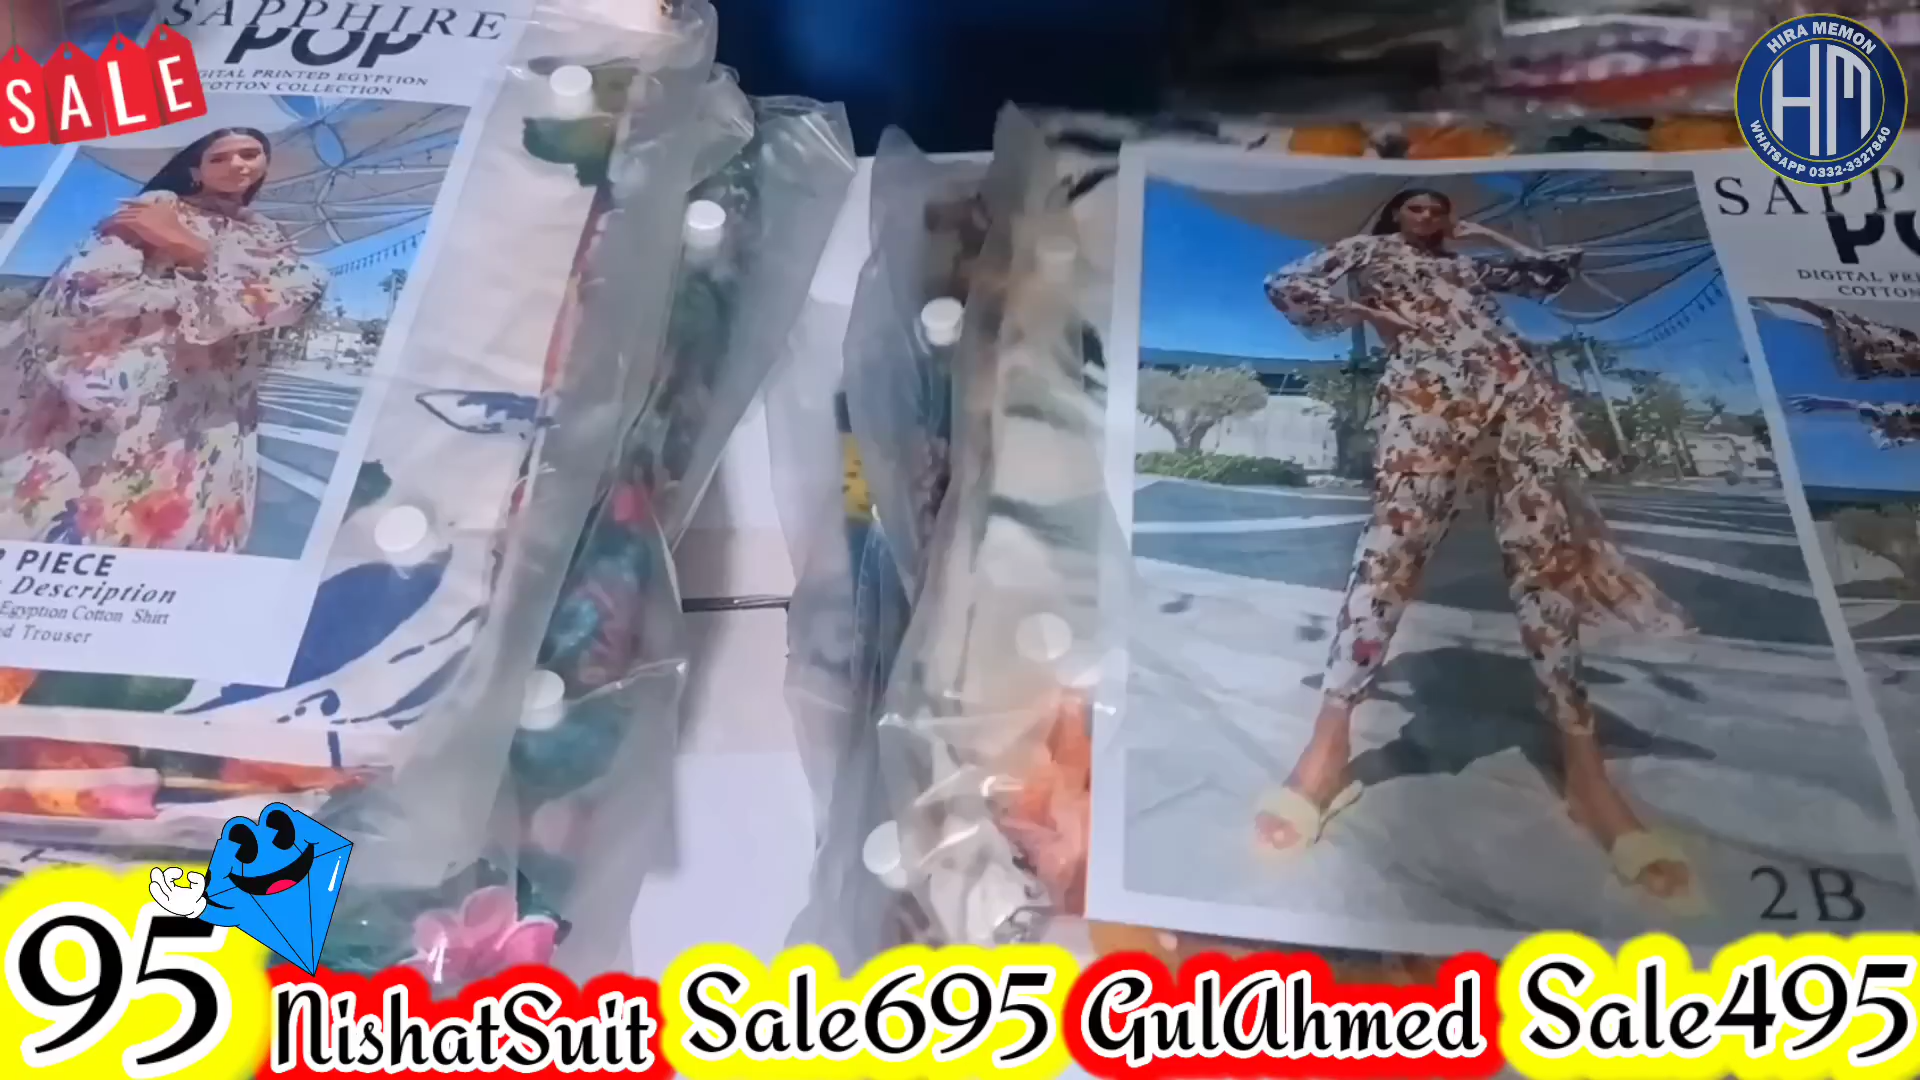 SALE
SAPPHIRE
POP
DIGITAL PRINTED EGYPTION
COTTON COLLECTION
PIECE
Description
Egyption Cotton Shirt
Trouser
HIRA MEMON
HM
WHATSAPP 0332-3327840
SAPP
DIGITAL PRI
COTTON
2B
95 NishatSuit Sale695 GulAhmed Sale495